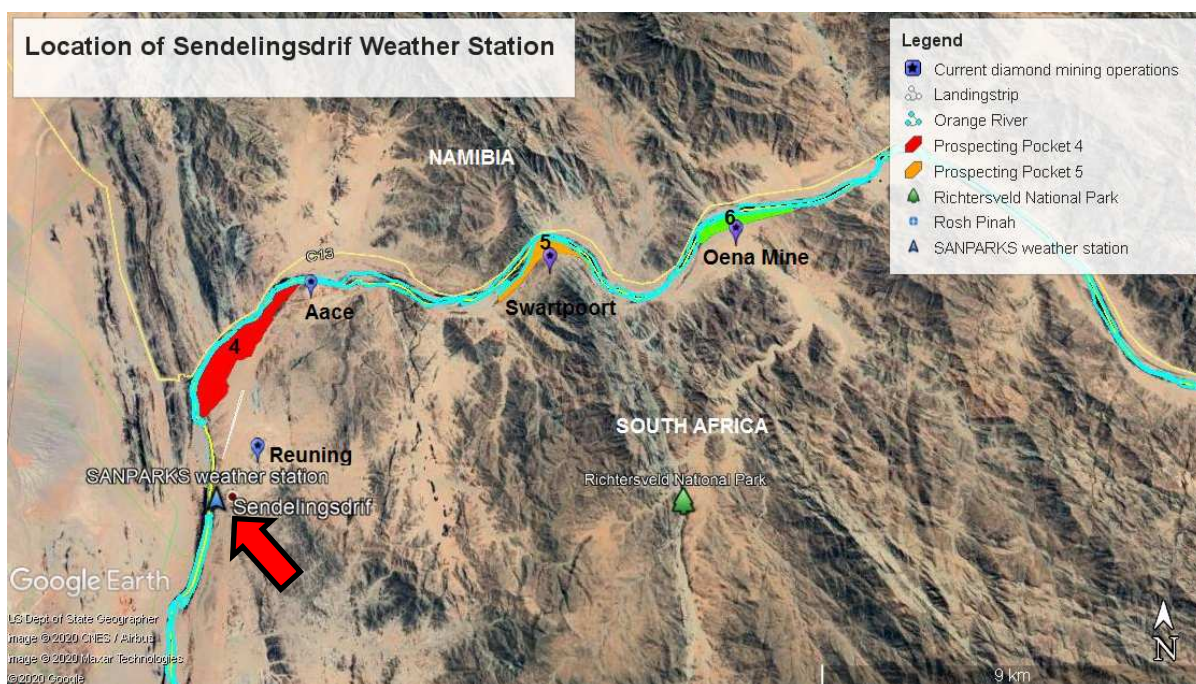 Location of Sendelingsdrif Weather Station
Legend
Current diamond mining operations
Landingstrip
Orange River
Prospecting Pocket 4
Prospecting Pocket 5
Richtersveld National Park
Rosh Pinah
SANPARKS weather station
NAMIBIA
6
5
Oena Mine
C13
Aace
Swartpoort
4
SOUTH AFRICA
Reuning
SANPARKS weather station
Richtersveld National Park
Sendelingsdrif
Google Earth
US Dept of State Geographer
Image © 2020 CNES / Airbus
Image © 2020 Maxar Technologies
© 2020 Google
N
9 km